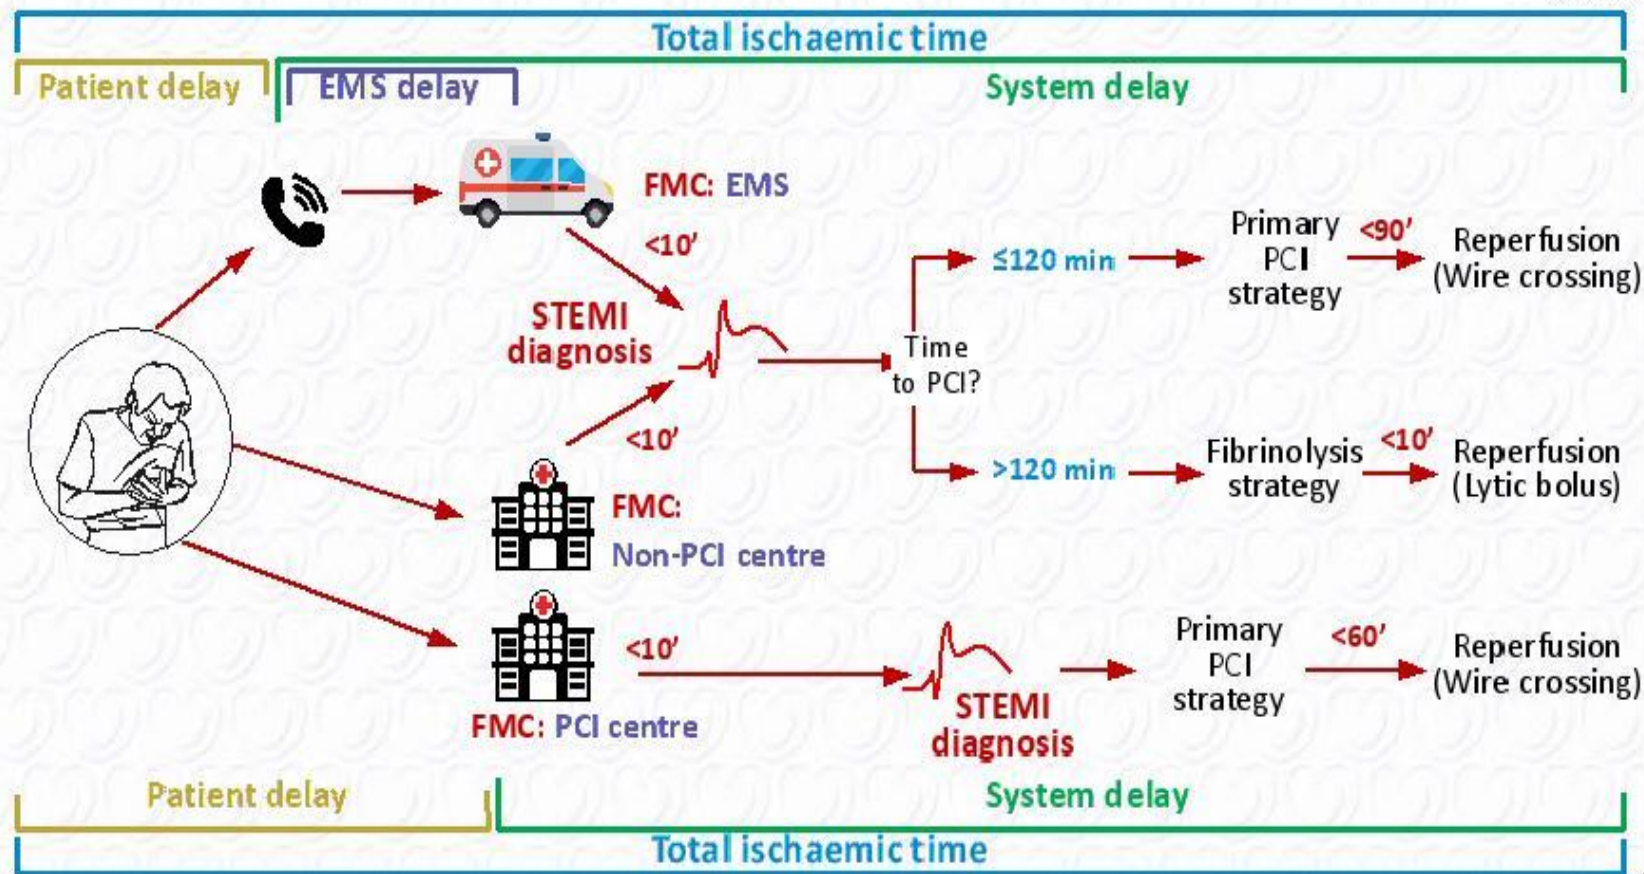 Total ischaemic time
Patient delay
EMS delay
System delay
FMC: EMS
<10’
STEMI
diagnosis
Time
to PCI?
≤120 min
Primary
PCI
strategy
<90’
Reperfusion
(Wire crossing)
<10’
>120 min
Fibrinolysis
strategy
<10’
Reperfusion
(Lytic bolus)
FMC:
Non-PCI centre
<10’
FMC: PCI centre
STEMI
diagnosis
Primary
PCI
strategy
<60’
Reperfusion
(Wire crossing)
Patient delay
System delay
Total ischaemic time